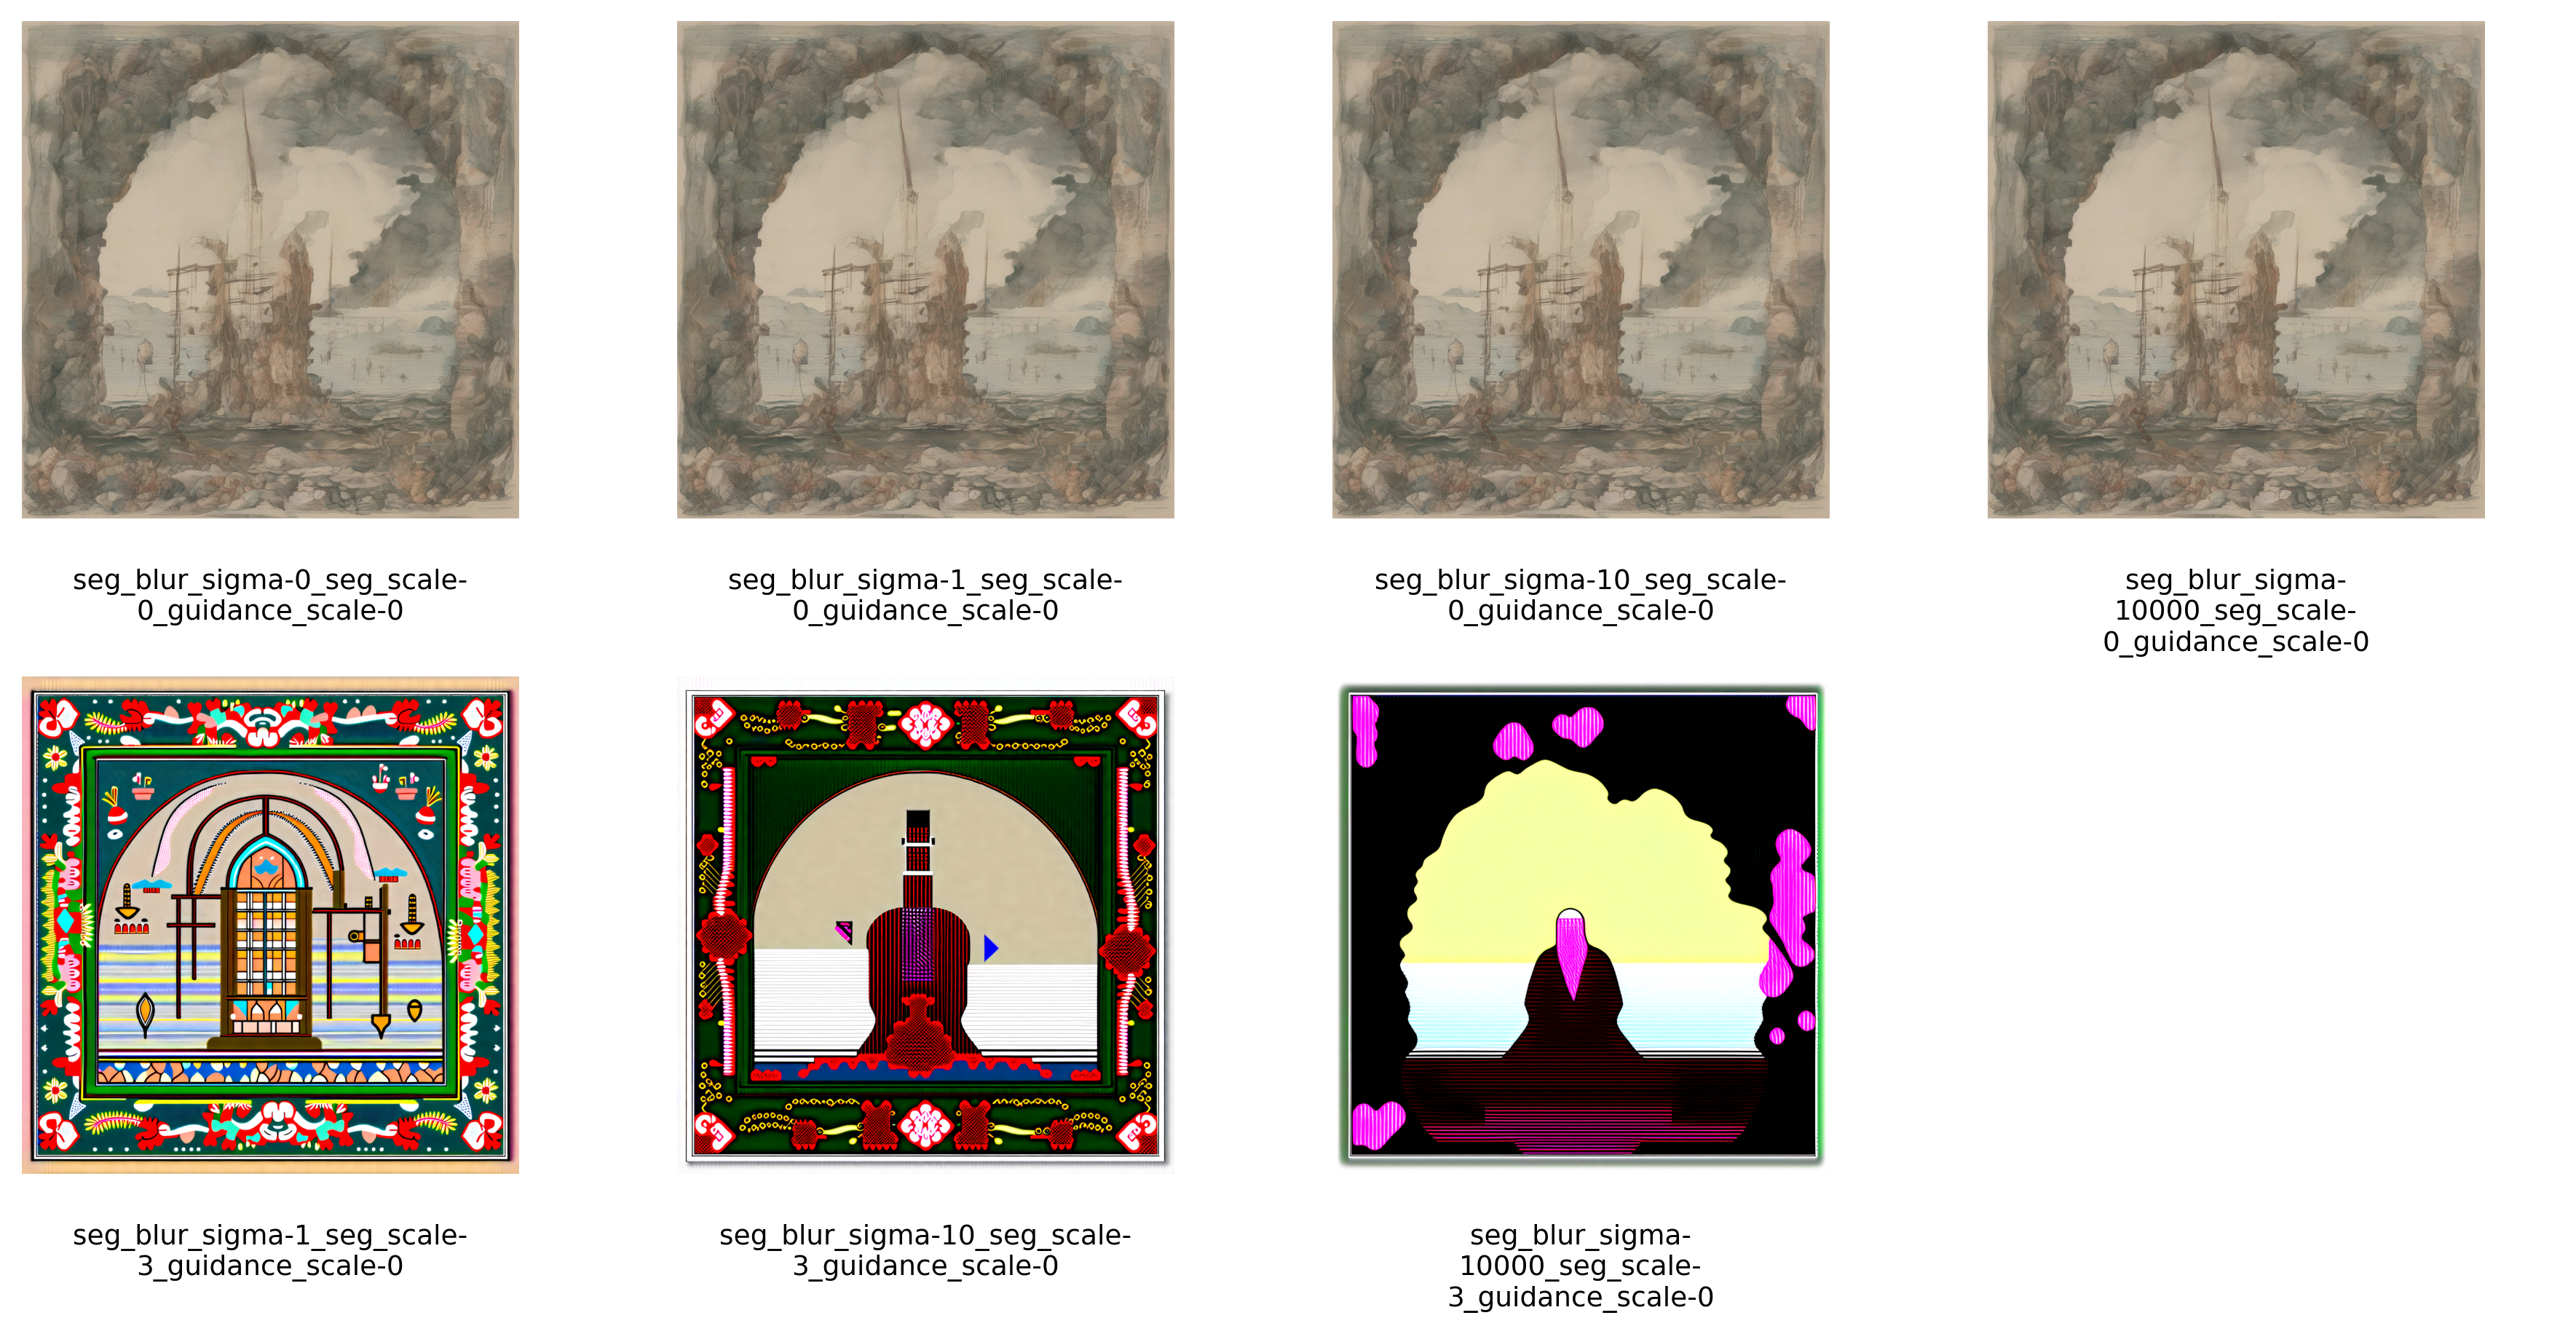 seg_blur_sigma-0_seg_scale-
0_guidance_scale-0
seg_blur_sigma-1_seg_scale-
0_guidance_scale-0
seg_blur_sigma-10_seg_scale-
0_guidance_scale-0
seg_blur_sigma-
10000_seg_scale-
0_guidance_scale-0
seg_blur_sigma-1_seg_scale-
3_guidance_scale-0
seg_blur_sigma-10_seg_scale-
3_guidance_scale-0
seg_blur_sigma-
10000_seg_scale-
3_guidance_scale-0